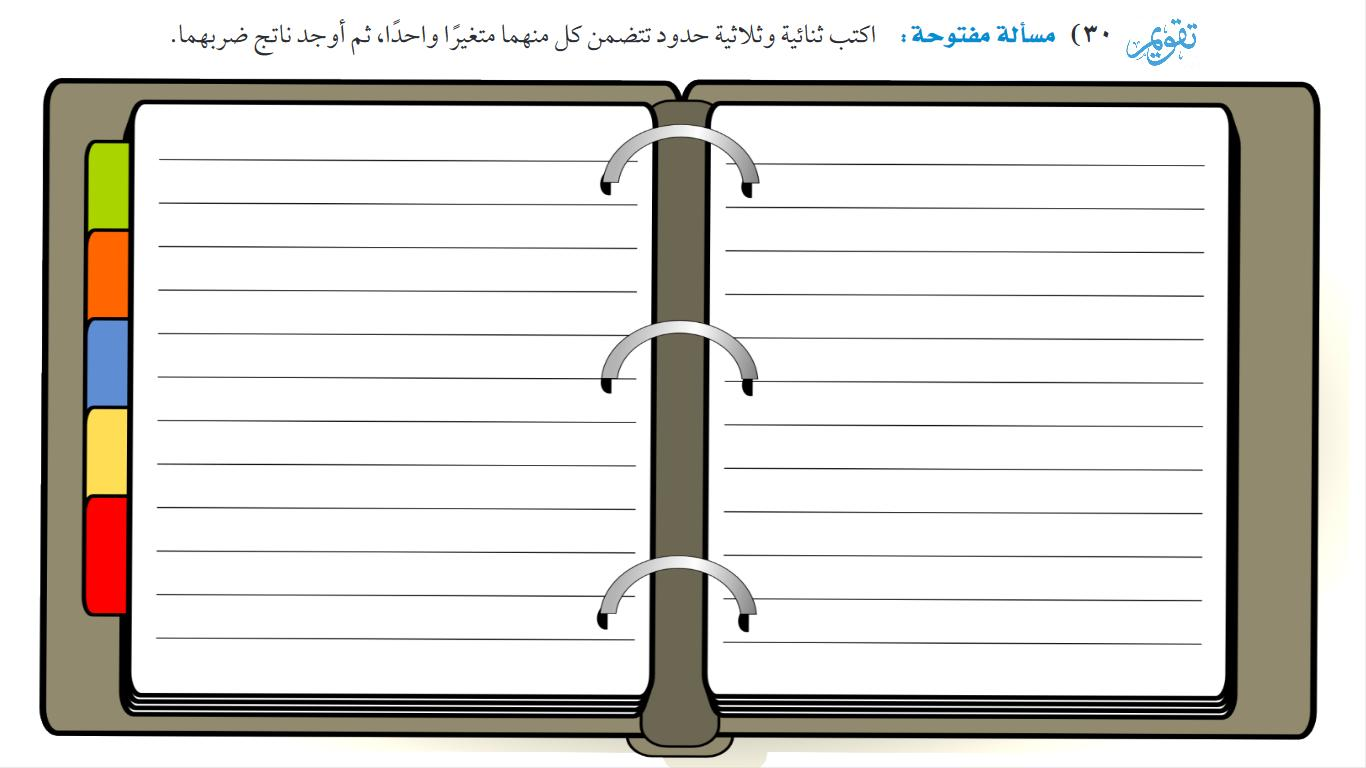 تقويم ٣٠) مسألة مفتوحة: اكتب ثنائية وثلاثية حدود تتضمن كل منهما متغيرًا واحدًا، ثم أوجد ناتج ضربهما.